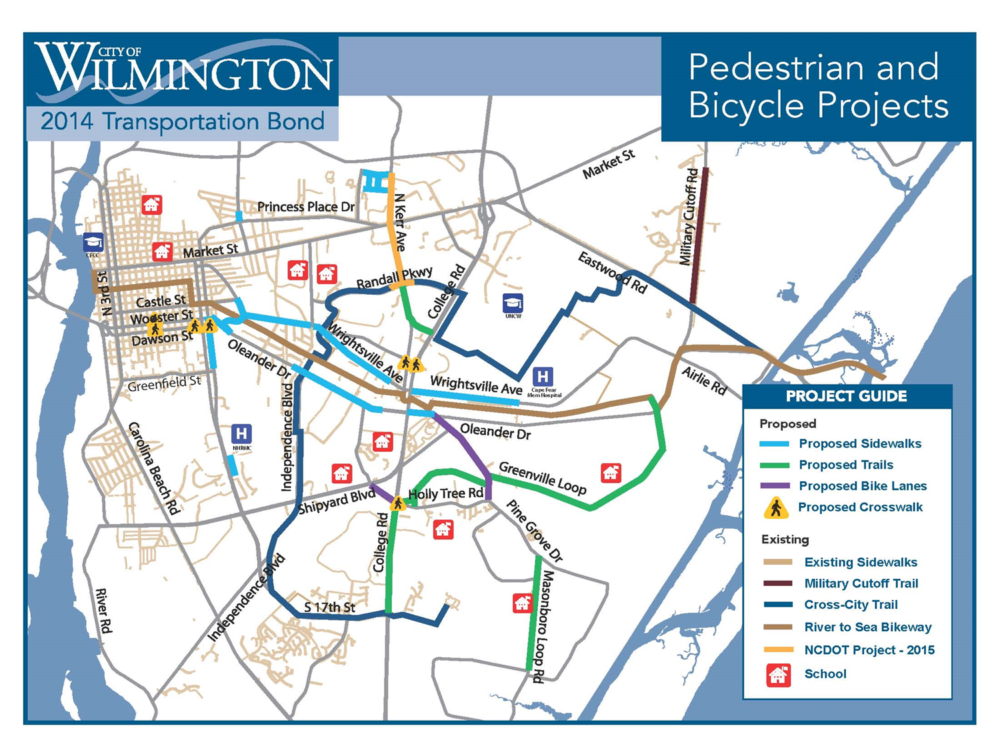 CITY OF
WILMINGTON
2014 Transportation Bond
Pedestrian and
Bicycle Projects
Market St
Military Cutoff Rd
Princess Place Dr
N Kerr Ave
CFCC
Market St
Eastwood Rd
Randall Pkwy
College Rd
N 3rd St
Castle St
Wooster St
Dawson St
UNCW
Wrightsville Ave
Oleander Dr
Greenfield St
Wrightsville Ave
Cape Fear
Mem Hospital
Airlie Rd
Independence Blvd
Carolina Beach Rd
NHRMC
Oleander Dr
Greenville Loop
Shipyard Blvd
Holly Tree Rd
Pine Grove Dr
College Rd
Independence Blvd
S 17th St
River Rd
Masonboro Loop Rd
PROJECT GUIDE
Proposed
Proposed Sidewalks
Proposed Trails
Proposed Bike Lanes
Proposed Crosswalk
Existing
Existing Sidewalks
Military Cutoff Trail
Cross-City Trail
River to Sea Bikeway
NCDOT Project - 2015
School
H
H